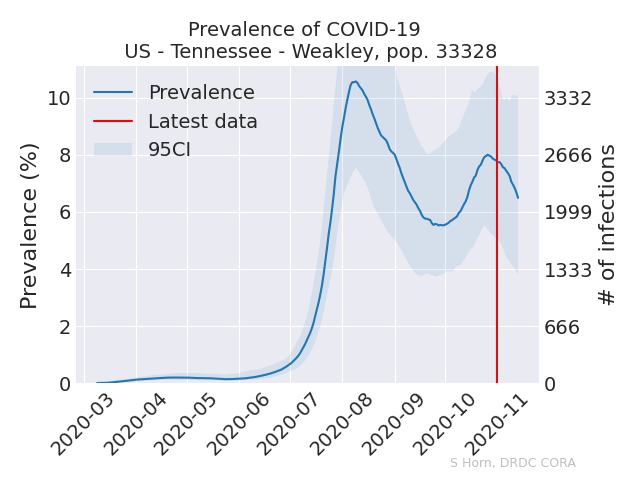 Prevalence of COVID-19
US - Tennessee - Weakley, pop. 33328
Prevalence
Latest data
95CI
Prevalence (%)
10
8
6
4
2
0
# of infections
3332
2666
1999
1333
666
0
2020-03
2020-04
2020-05
2020-06
2020-07
2020-08
2020-09
2020-10
2020-11
S Horn, DRDC CORA